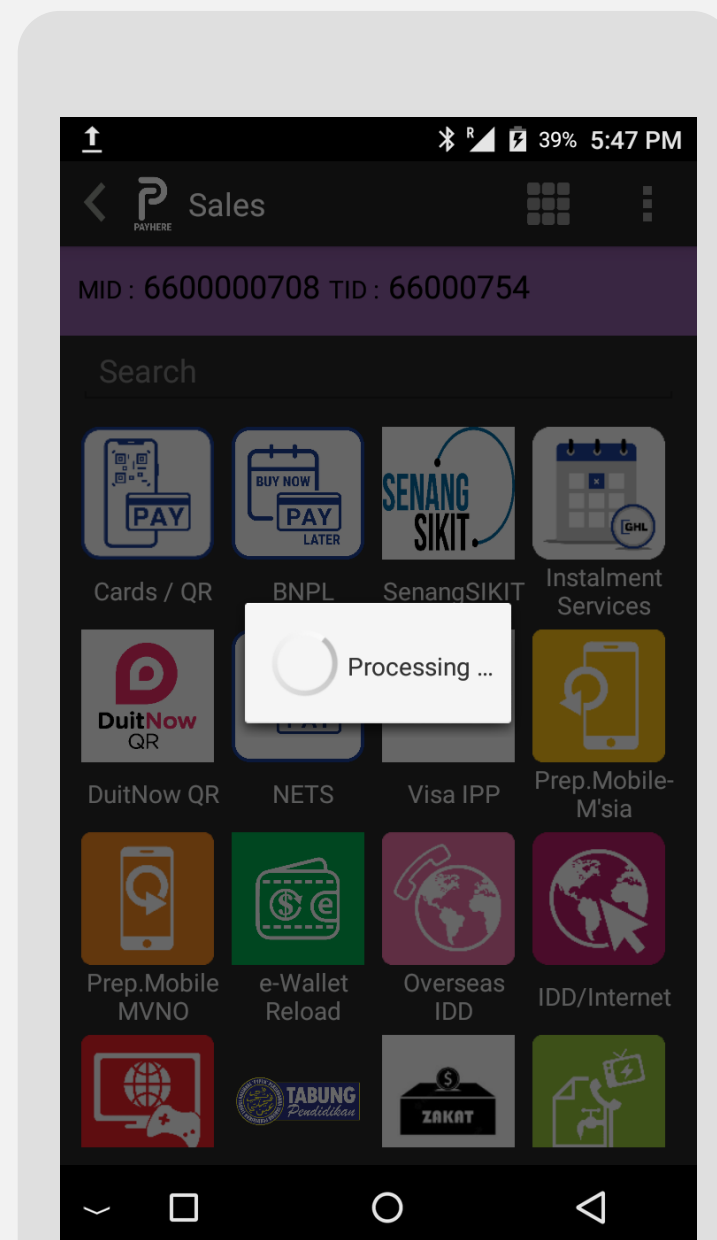 R 39% 5:47 PM
PAYHERE Sales
MID : 6600000708 TID : 66000754
Search
PAY
BUY NOW
PAY
LATER
SENANG
SIKIT
GHL
Cards / QR BNPL SenangSIKIT Instalment
Services
Processing ...
DuitNow
QR
PAY
DuitNow QR NETS Visa IPP Prep.Mobile-
M'sia
e
Prep.Mobile
MVNO
e-Wallet
Reload
Overseas
IDD
IDD/Internet
TABUNG
Pendidikan
ZAKAT